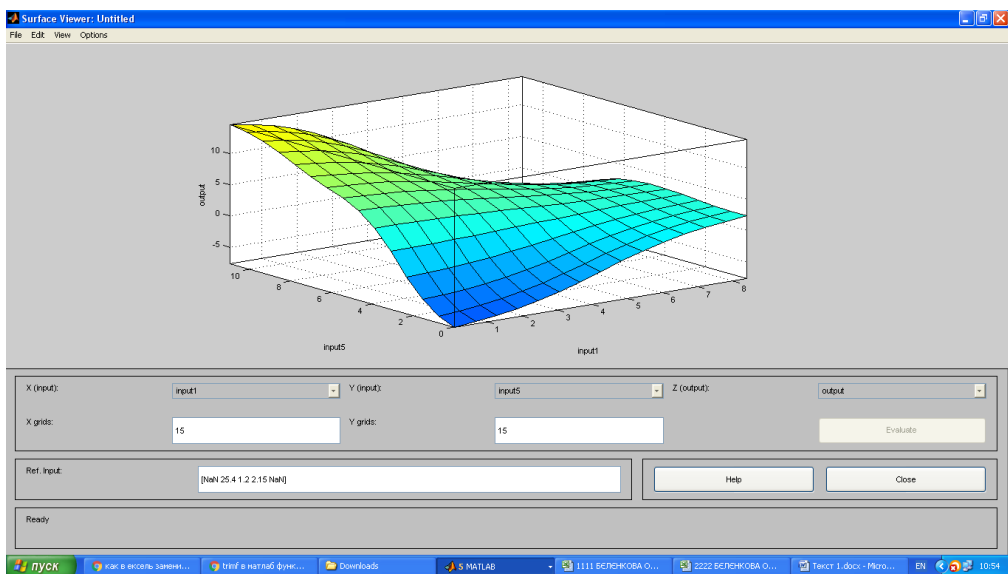 Surface Viewer: Untitled
File Edit View Options
10
5
0
-5
output
10
8
6
4
2
0
input5
1
2
3
4
5
6
7
8
input1
X (input): input1 Y (input): input5 Z (output): output
X grids: 15 Y grids: 15 Evaluate
Ref. Input: [NaN 25.4 1.2 2.15 NaN] Help Close
Ready
пуск как в ексель замени... trimf в матлаб функ... Downloads 5 MATLAB 1111 БЕЛЕНКОВА О... 2222 БЕЛЕНКОВА О... Текст 1.docx - Micro... EN 10:54